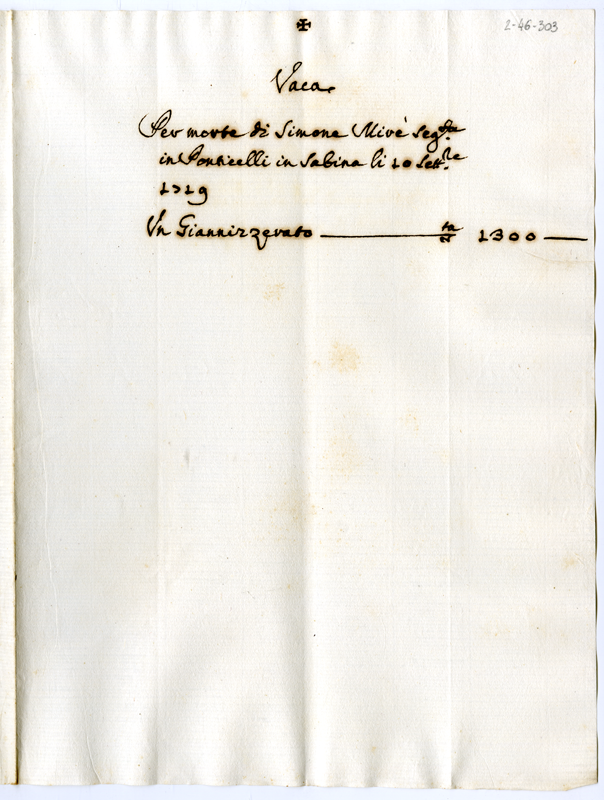 ✠
2-46-303
Vaca
Per morte di Simone Mirè seg.ta
in Ponticelli in Sabina li 10 Sett.re
1719
Un Giannizzerato 1300